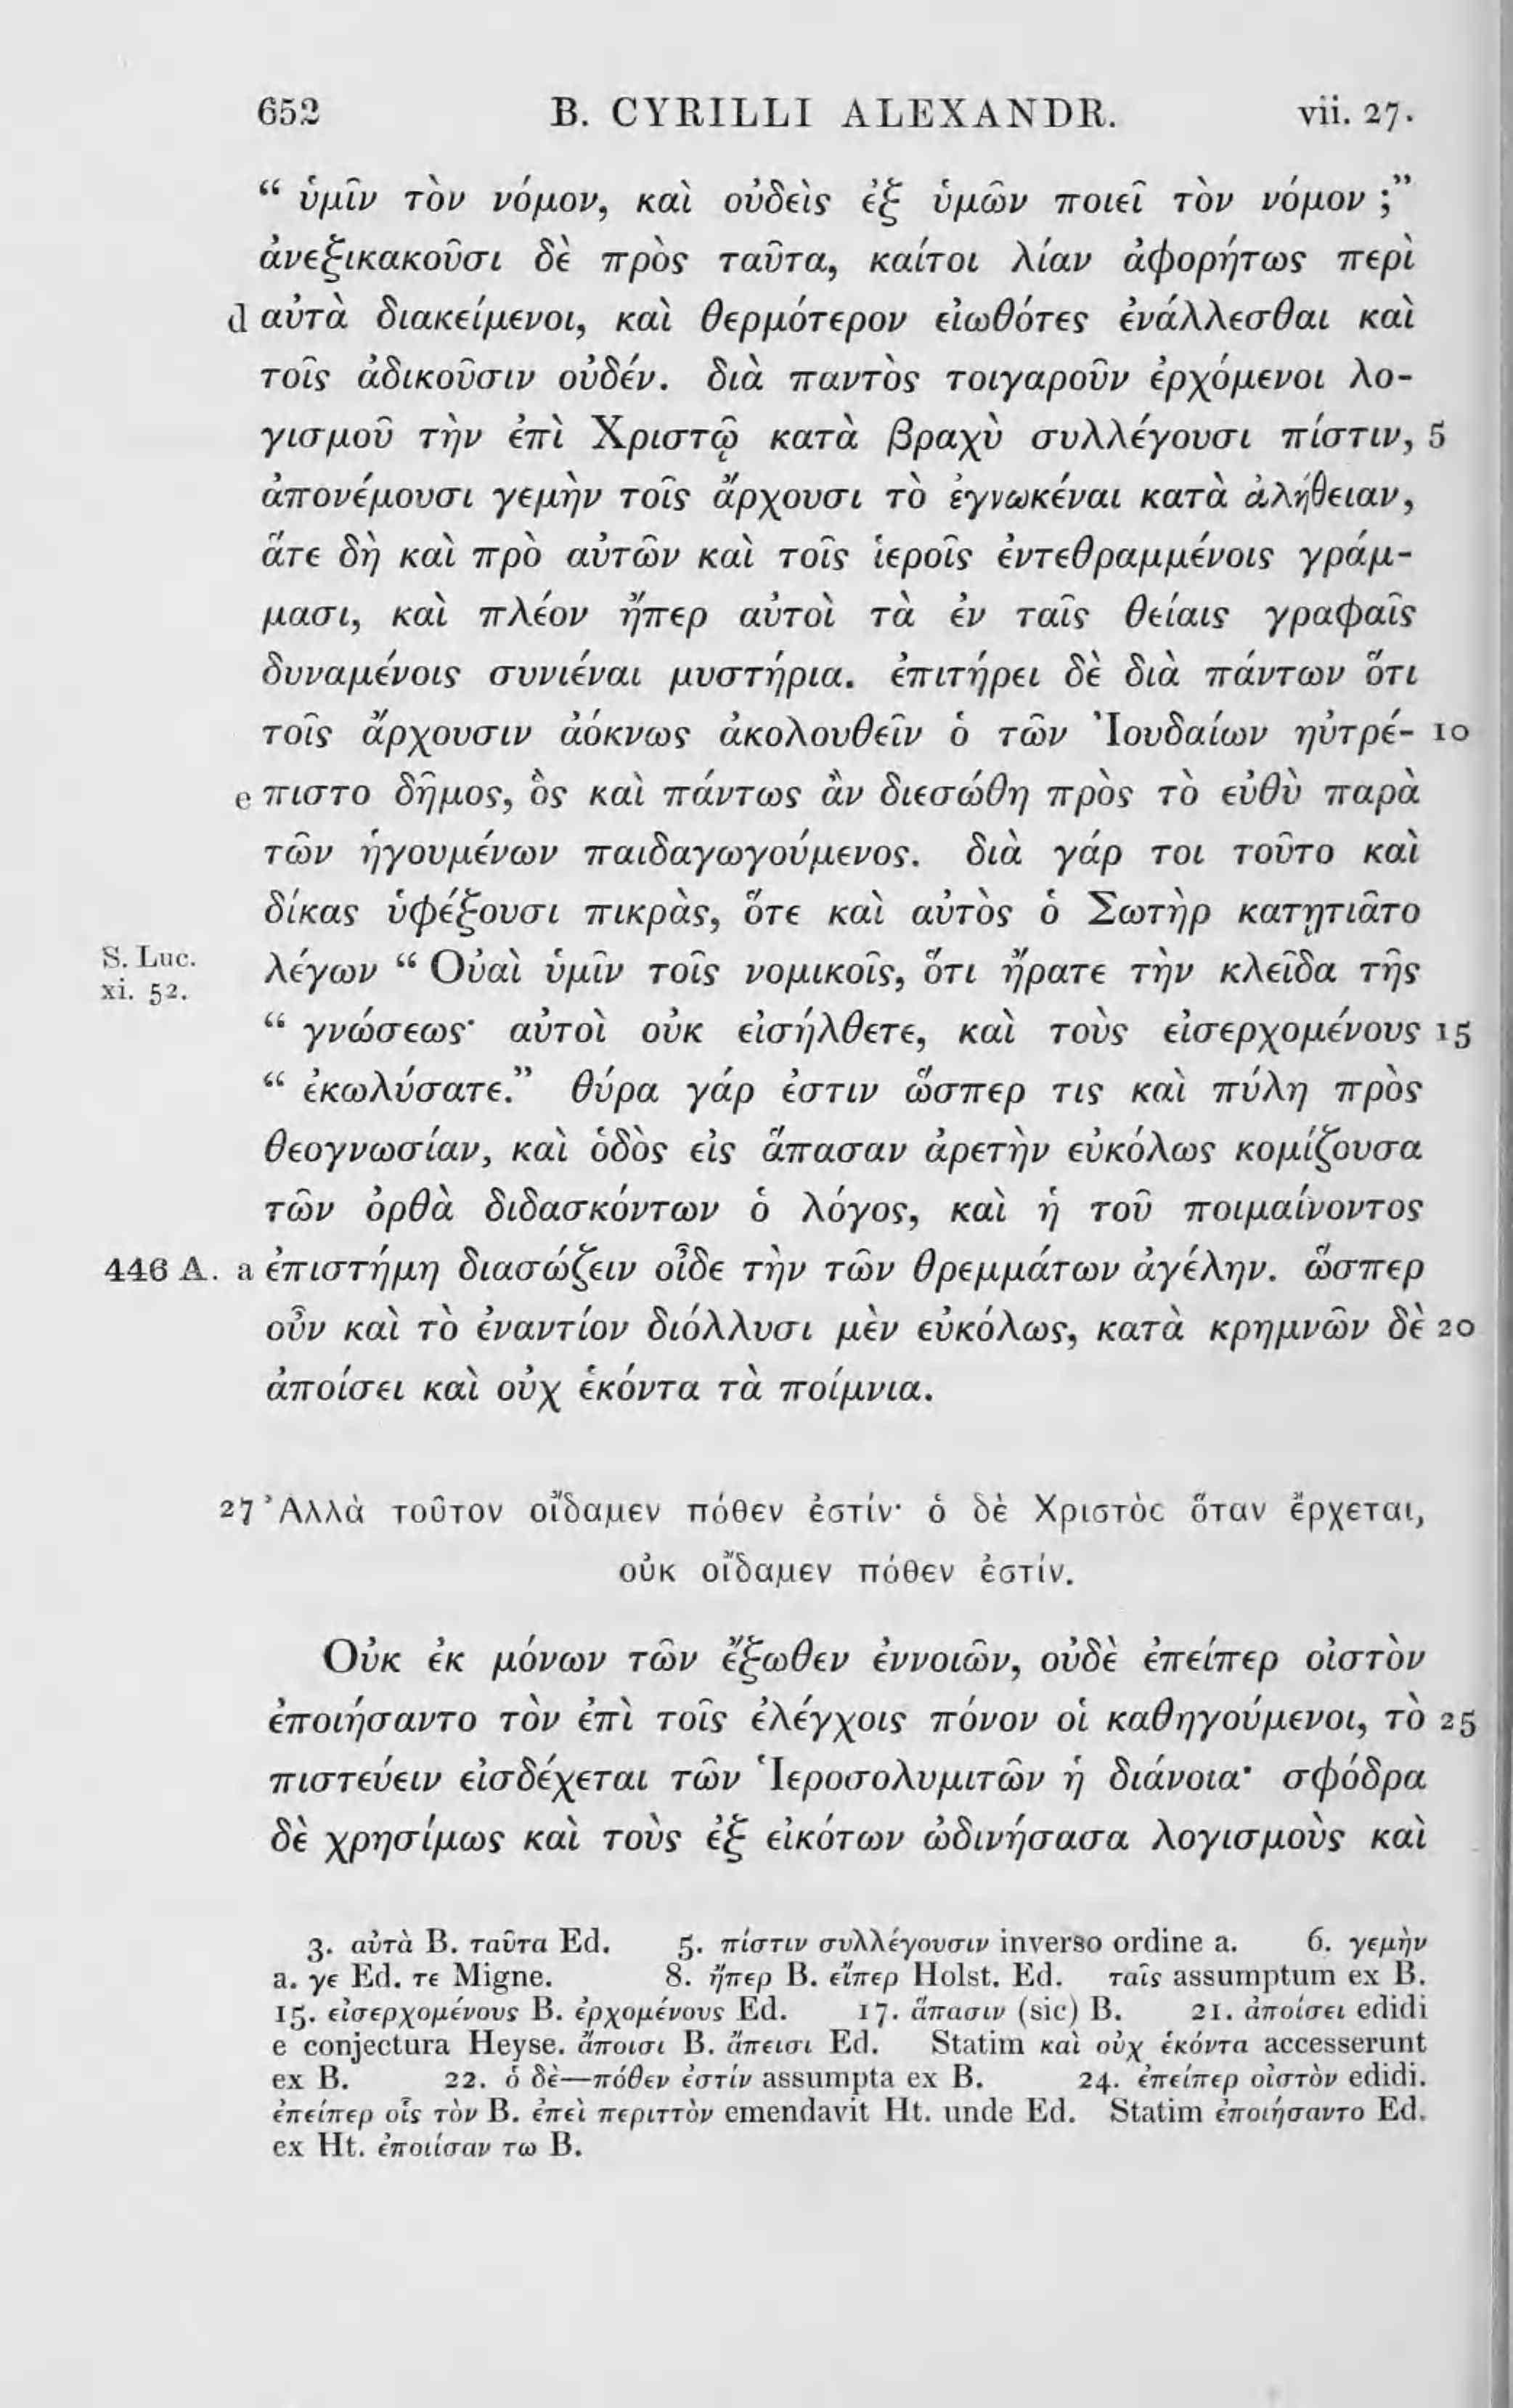 652 B. CYRILLI ALEXANDR. vii. 27.
“ ὑμῖν τὸν νόμον, καὶ οὐδεὶς ἐξ ὑμῶν ποιεῖ τὸν νόμον ;”
ἀνεξικακοῦσι δὲ πρὸς ταῦτα, καίτοι λίαν ἀφορήτως περὶ
d αὐτὰ διακείμενοι, καὶ θερμότερον εἰωθότες ἐνάλλεσθαι καὶ
τοῖς ἀδικοῦσιν οὐδέν. διὰ παντὸς τοιγαροῦν ἐρχόμενοι λο-
γισμοῦ τὴν ἐπὶ Χριστῷ κατὰ βραχὺ συλλέγουσι πίστιν, 5
ἀπονέμουσι γεμὴν τοῖς ἄρχουσι τὸ ἐγνωκέναι κατὰ ἀλήθειαν,
ἅτε δὴ καὶ πρὸ αὐτῶν καὶ τοῖς ἱεροῖς ἐντεθραμμένοις γράμ-
μασι, καὶ πλέον ἤπερ αὐτοὶ τὰ ἐν ταῖς θείαις γραφαῖς
δυναμένοις συνιέναι μυστήρια. ἐπιτήρει δὲ διὰ πάντων ὅτι
τοῖς ἄρχουσιν ἀόκνως ἀκολουθεῖν ὁ τῶν Ἰουδαίων ηὐτρέ- 10
e πιστο δῆμος, ὃς καὶ πάντως ἂν διεσώθη πρὸς τὸ εὐθὺ παρὰ
τῶν ἡγουμένων παιδαγωγούμενος. διὰ γάρ τοι τοῦτο καὶ
δίκας ὑφέξουσι πικρὰς, ὅτε καὶ αὐτὸς ὁ Σωτὴρ κατῃτιᾶτο
S. Luc. xi. 52. λέγων “ Οὐαὶ ὑμῖν τοῖς νομικοῖς, ὅτι ἤρατε τὴν κλεῖδα τῆς
“ γνώσεως· αὐτοὶ οὐκ εἰσήλθετε, καὶ τοὺς εἰσερχομένους 15
“ ἐκωλύσατε.” θύρα γάρ ἐστιν ὥσπερ τις καὶ πύλη πρὸς
θεογνωσίαν, καὶ ὁδὸς εἰς ἅπασαν ἀρετὴν εὐκόλως κομίζουσα
τῶν ὀρθὰ διδασκόντων ὁ λόγος, καὶ ἡ τοῦ ποιμαίνοντος
446 A. a ἐπιστήμη διασώζειν οἶδε τὴν τῶν θρεμμάτων ἀγέλην. ὥσπερ
οὖν καὶ τὸ ἐναντίον διόλλυσι μὲν εὐκόλως, κατὰ κρημνῶν δὲ 20
ἀποίσει καὶ οὐχ ἑκόντα τὰ ποίμνια.
27 Ἀλλὰ τοῦτον οἴδαμεν πόθεν ἐστίν· ὁ δὲ Χριστὸς ὅταν ἔρχεται,
οὐκ οἴδαμεν πόθεν ἐστίν.
Οὐκ ἐκ μόνων τῶν ἔξωθεν ἐννοιῶν, οὐδὲ ἐπείπερ οἰστὸν
ἐποιήσαντο τὸν ἐπὶ τοῖς ἐλέγχοις πόνον οἱ καθηγούμενοι, τὸ 25
πιστεύειν εἰσδέχεται τῶν Ἱεροσολυμιτῶν ἡ διάνοια· σφόδρα
δὲ χρησίμως καὶ τοὺς ἐξ εἰκότων ὠδινήσασα λογισμοὺς καὶ
3. αὐτὰ B. ταῦτα Ed. 5. πίστιν συλλέγουσιν inverso ordine a. 6. γεμὴν
a. γε Ed. τε Migne. 8. ἤπερ B. εἴπερ Holst. Ed. ταῖς assumptum ex B.
15. εἰσερχομένους B. ἐρχομένους Ed. 17. ἅπασιν (sic) B. 21. ἀποίσει edidi
e conjectura Heyse. ἄποισι B. ἄπεισι Ed. Statim καὶ οὐχ ἑκόντα accesserunt
ex B. 22. ὁ δὲ—πόθεν ἐστίν assumpta ex B. 24. ἐπείπερ οἰστὸν edidi.
ἐπείπερ οἷς τὸν B. ἐπεὶ περιττὸν emendavit Ht. unde Ed. Statim ἐποιήσαντο Ed.
ex Ht. ἐποιίσαν τω B.